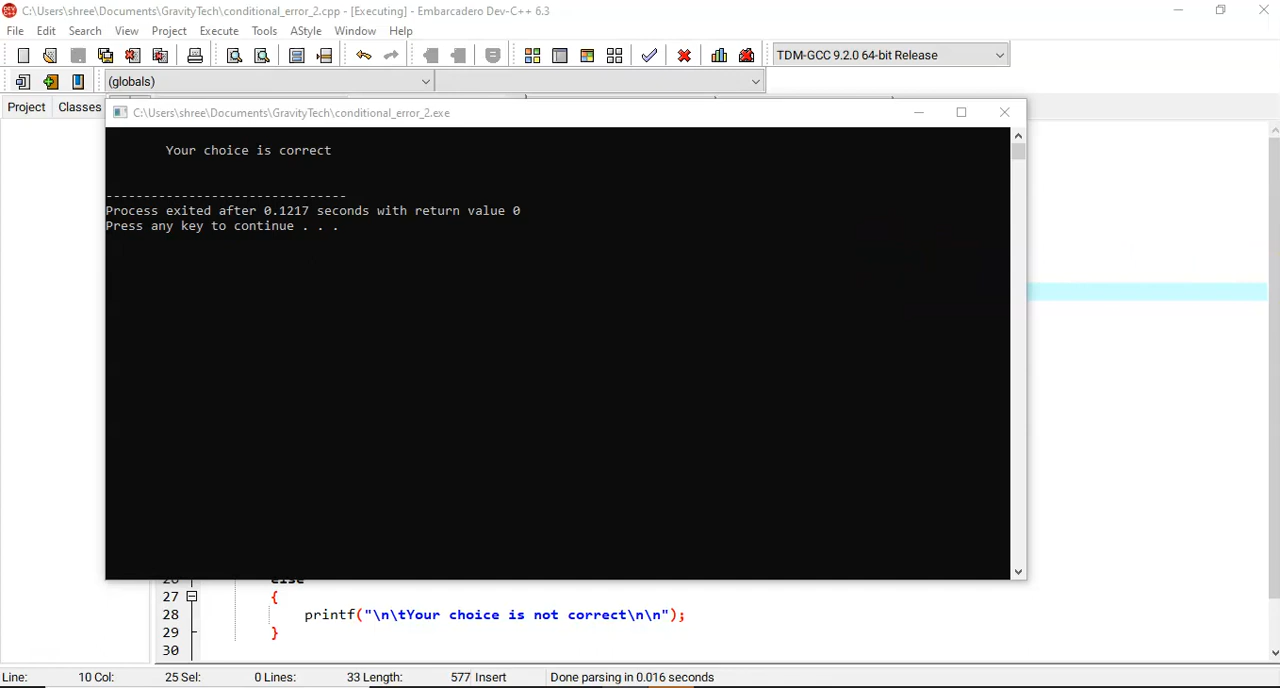 C:\Users\shree\Documents\GravityTech\conditional_error_2.cpp - [Executing] - Embarcadero Dev-C++ 6.3
File Edit Search View Project Execute Tools AStyle Window Help
TDM-GCC 9.2.0 64-bit Release
(globals)
Project Classes
C:\Users\shree\Documents\GravityTech\conditional_error_2.exe
Your choice is correct
--------------------------------
Process exited after 0.1217 seconds with return value 0
Press any key to continue . . .
26 else
27 {
28 printf("\n\tYour choice is not correct\n\n");
29 }
30
Line: 10 Col: 25 Sel: 0 Lines: 33 Length: 577 Insert Done parsing in 0.016 seconds